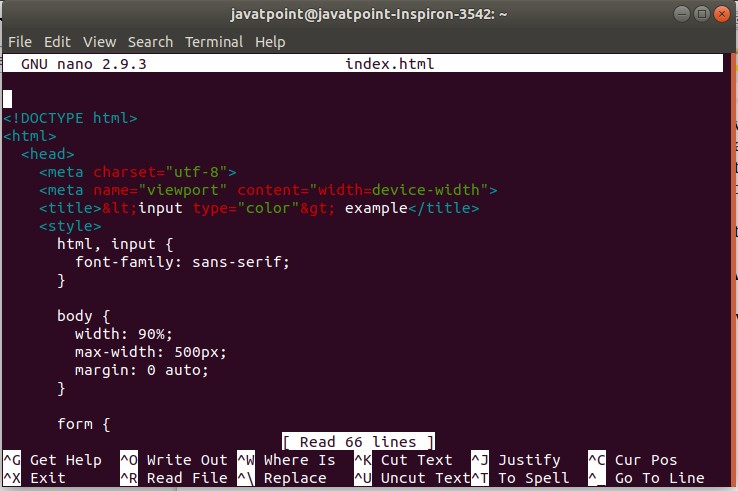 javatpoint@javatpoint-Inspiron-3542: ~
File Edit View Search Terminal Help
GNU nano 2.9.3 index.html
<!DOCTYPE html>
<html>
<head>
<meta charset="utf-8">
<meta name="viewport" content="width=device-width">
<title>&lt;input type="color"&gt; example</title>
<style>
html, input {
font-family: sans-serif;
}
body {
width: 90%;
max-width: 500px;
margin: 0 auto;
}
form {
[ Read 66 lines ]
^G Get Help ^O Write Out ^W Where Is ^K Cut Text ^J Justify ^C Cur Pos
^X Exit ^R Read File ^\ Replace ^U Uncut Text ^T To Spell ^_ Go To Line